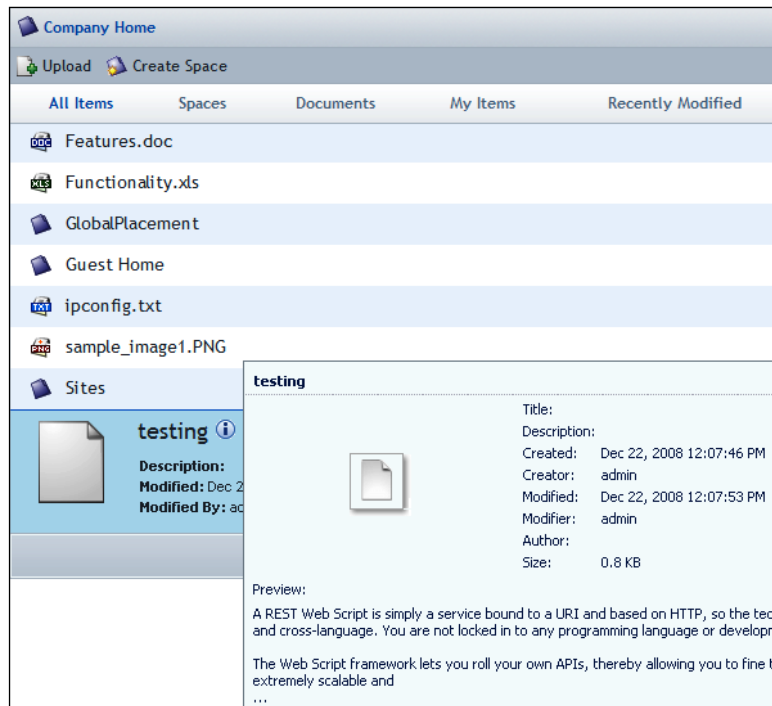 Company Home
Upload Create Space
All Items Spaces Documents My Items Recently Modified
DOC Features.doc
XLS Functionality.xls
GlobalPlacement
Guest Home
TXT ipconfig.txt
PNG sample_image1.PNG
Sites
testing
Description:
Modified: Dec 2
Modified By:
testing
Title:
Description:
Created: Dec 22, 2008 12:07:46 PM
Creator: admin
Modified: Dec 22, 2008 12:07:53 PM
Modifier: admin
Author:
Size: 0.8 KB
Preview:
A REST Web Script is simply a service bound to a URI and based on HTTP, so the tec
and cross-language. You are not locked in to any programming language or developm
The Web Script framework lets you roll your own APIs, thereby allowing you to fine t
extremely scalable and
...